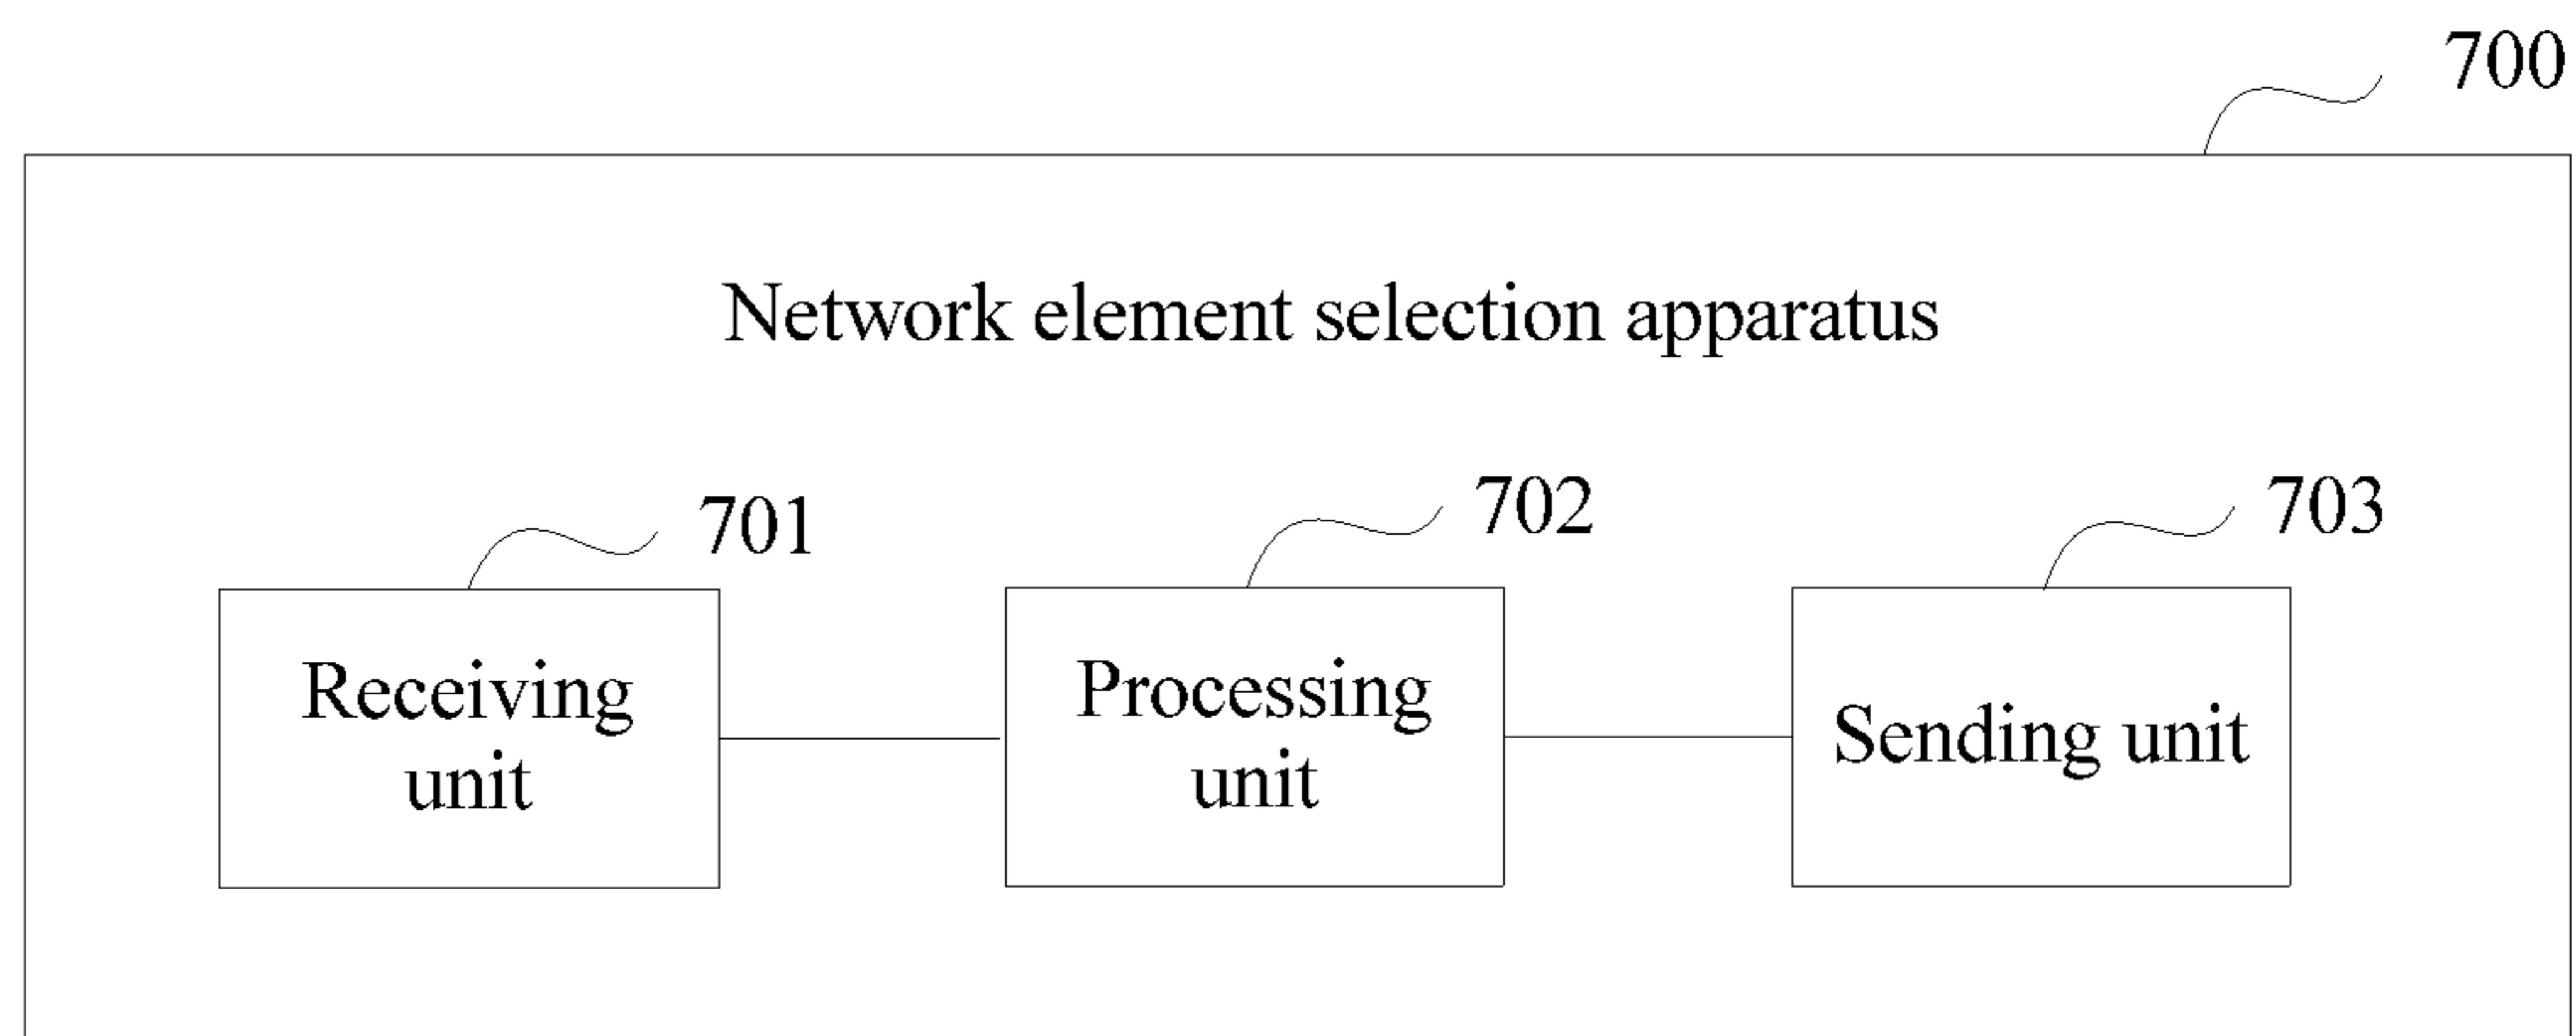 700
Network element selection apparatus
701
702
703
Receiving
unit
Processing
unit
Sending unit